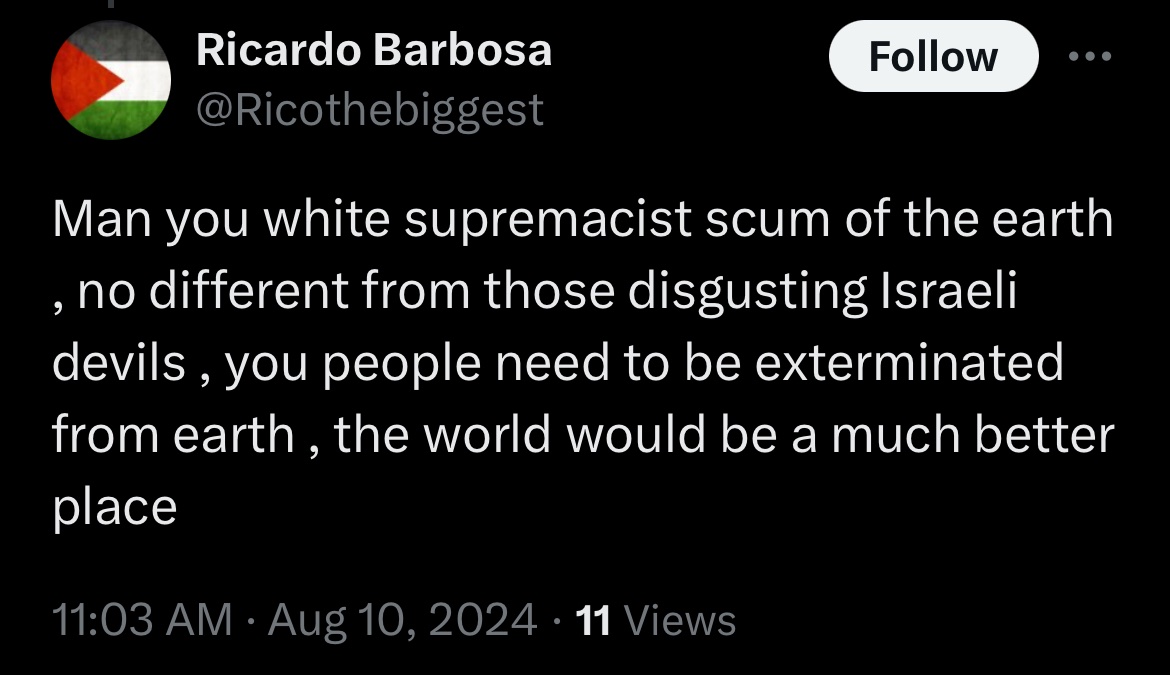 Ricardo Barbosa
Follow
@Ricothebiggest
Man you white supremacist scum of the earth
, no different from those disgusting Israeli
devils , you people need to be exterminated
from earth , the world would be a much better
place
11:03 AM · Aug 10, 2024 · 11 Views